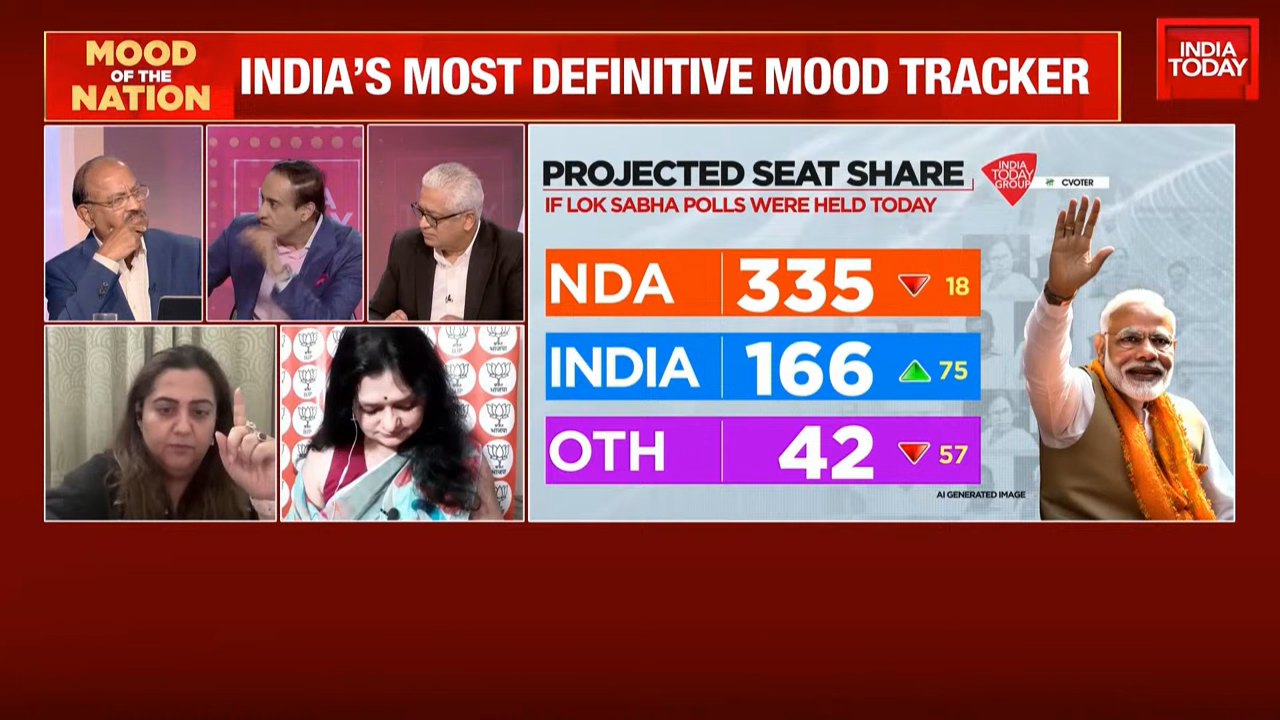 MOOD
OF THE
NATION
INDIA'S MOST DEFINITIVE MOOD TRACKER
INDIA
TODAY
PROJECTED SEAT SHARE
IF LOK SABHA POLLS WERE HELD TODAY
INDIA
TODAY
GROUP
CVOTER
NDA 335 18
INDIA 166 75
OTH 42 57
AI GENERATED IMAGE